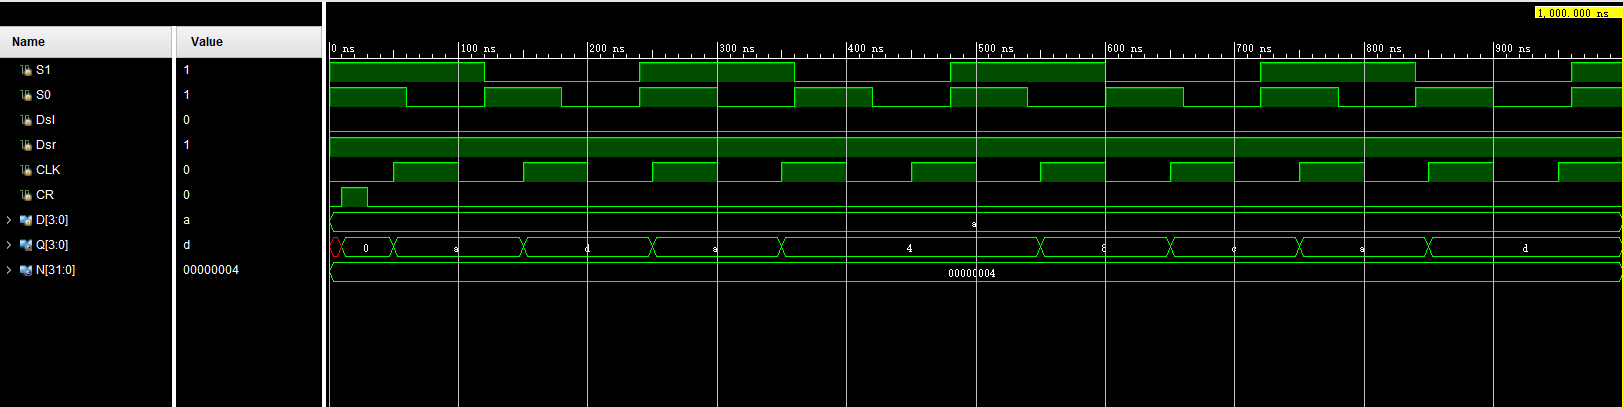 1,000.000 ns
Name Value
0 ns 100 ns 200 ns 300 ns 400 ns 500 ns 600 ns 700 ns 800 ns 900 ns
S1 1
S0 1
Dsl 0
Dsr 1
CLK 0
CR 0
D[3:0] a a
Q[3:0] d 0 a d a 4 8 c a d
N[31:0] 00000004 00000004